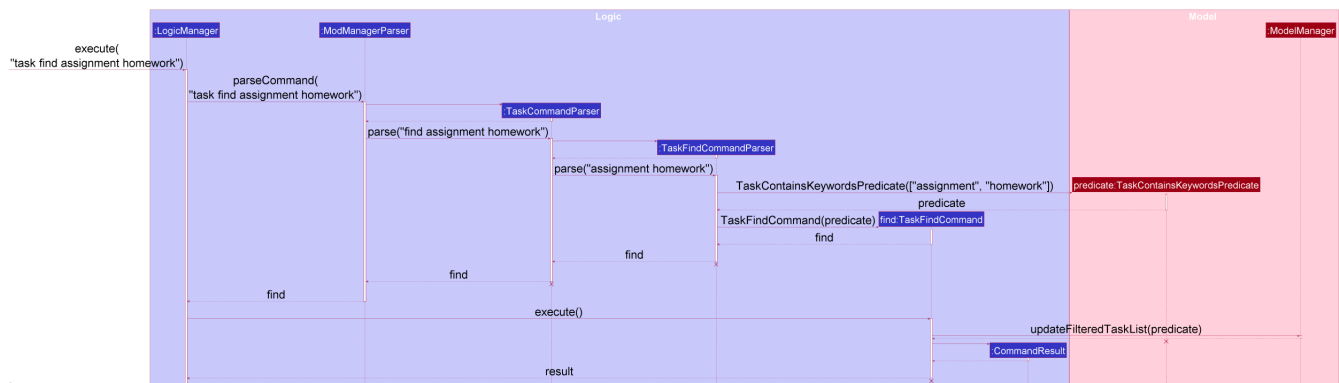 Logic
Model
:LogicManager
:ModManagerParser
:ModelManager
execute(
"task find assignment homework")
parseCommand(
"task find assignment homework")
:TaskCommandParser
parse("find assignment homework")
:TaskFindCommandParser
parse("assignment homework")
TaskContainsKeywordsPredicate(["assignment", "homework"])
predicate:TaskContainsKeywordsPredicate
predicate
TaskFindCommand(predicate)
find:TaskFindCommand
find
find
find
find
execute()
updateFilteredTaskList(predicate)
:CommandResult
result